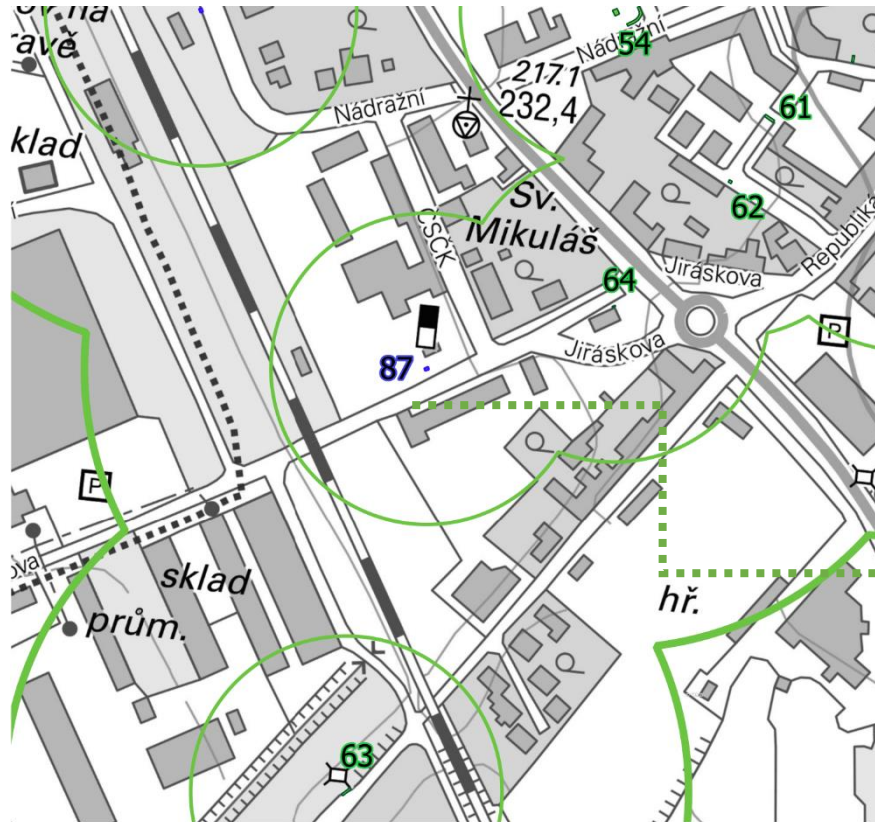 ov na
ravě
54
Nádražní
217.1
232,4
61
Nádražní
klad
Sv.
Mikuláš
62
ČSČK
Republika
Jiráskova
64
P
Jiráskova
87
P
ova
sklad
prům.
hř.
63